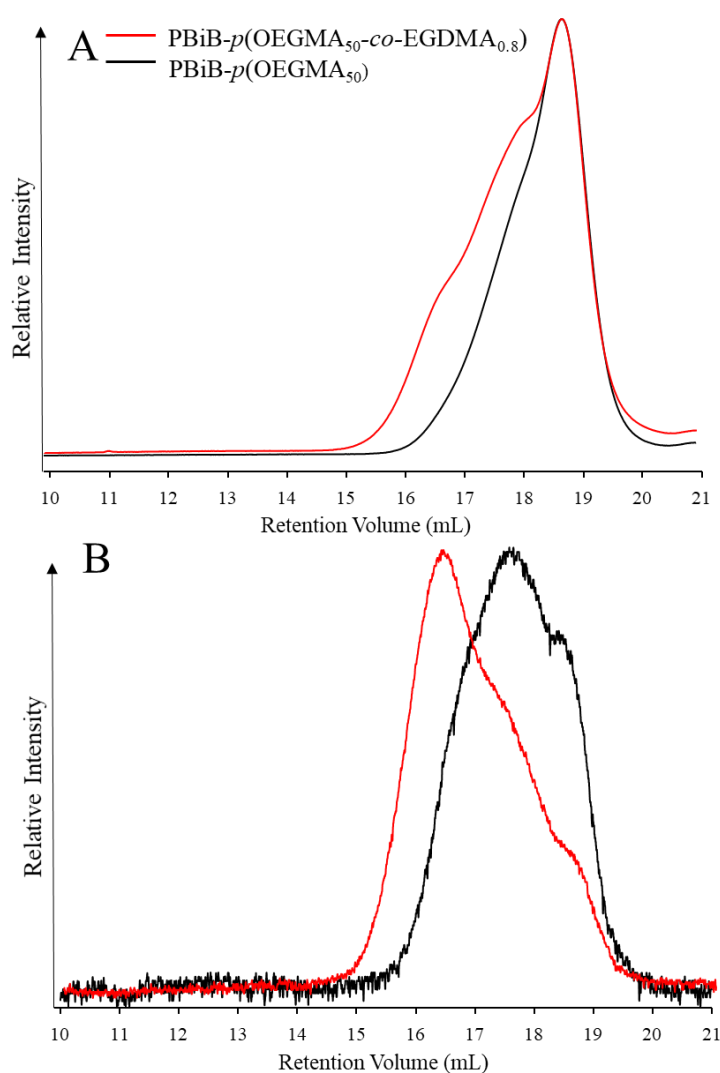 A
PBiB-p(OEGMA50-co-EGDMA0.8)
PBiB-p(OEGMA50)
Relative Intensity
10 11 12 13 14 15 16 17 18 19 20 21
Retention Volume (mL)
B
Relative Intensity
10 11 12 13 14 15 16 17 18 19 20 21
Retention Volume (mL)